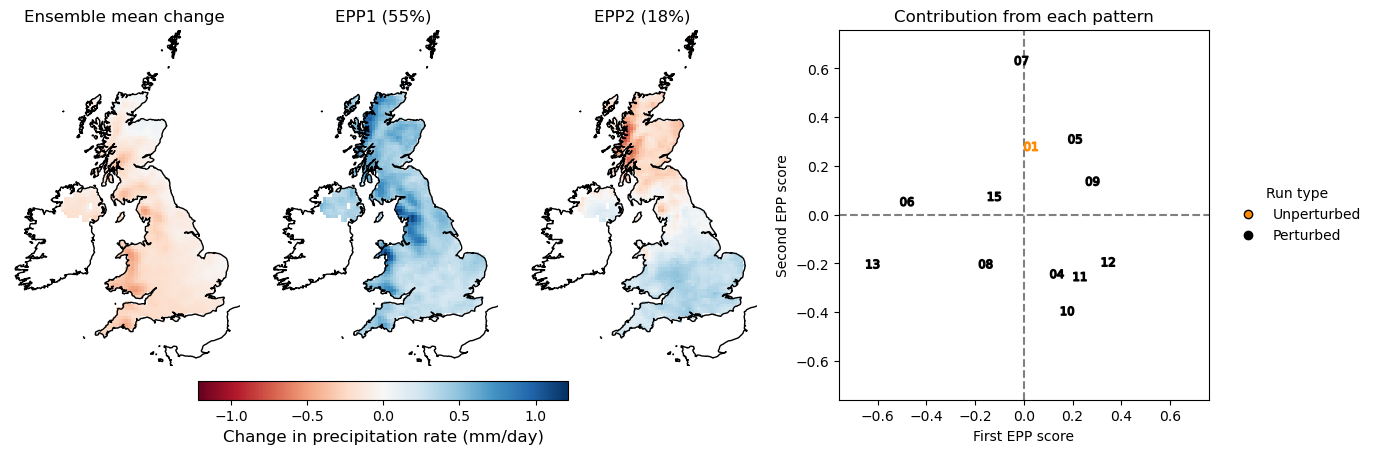 Ensemble mean change
EPP1 (55%)
EPP2 (18%)
Contribution from each pattern
−1.0 −0.5 0.0 0.5 1.0
Change in precipitation rate (mm/day)
Second EPP score
0.6
0.4
0.2
0.0
−0.2
−0.4
−0.6
07
05
01
09
15
06
13
08
04
11
12
10
−0.6 −0.4 −0.2 0.0 0.2 0.4 0.6
First EPP score
Run type
Unperturbed
Perturbed